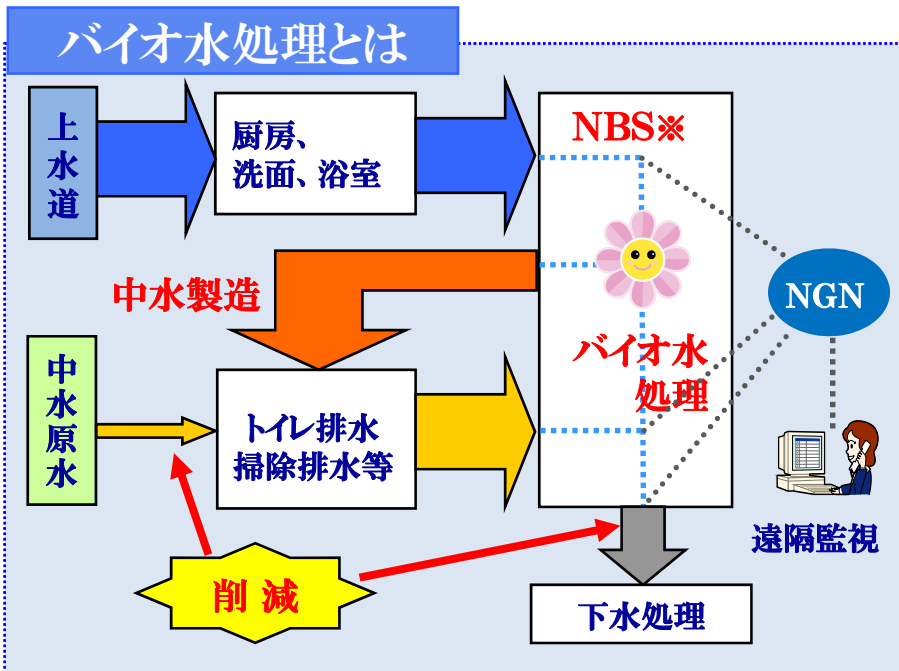 バイオ水処理とは
上水道
厨房、
洗面、浴室
NBS※
中水製造
バイオ水
処理
NGN
中水原水
トイレ排水
掃除排水等
遠隔監視
削 減
下水処理